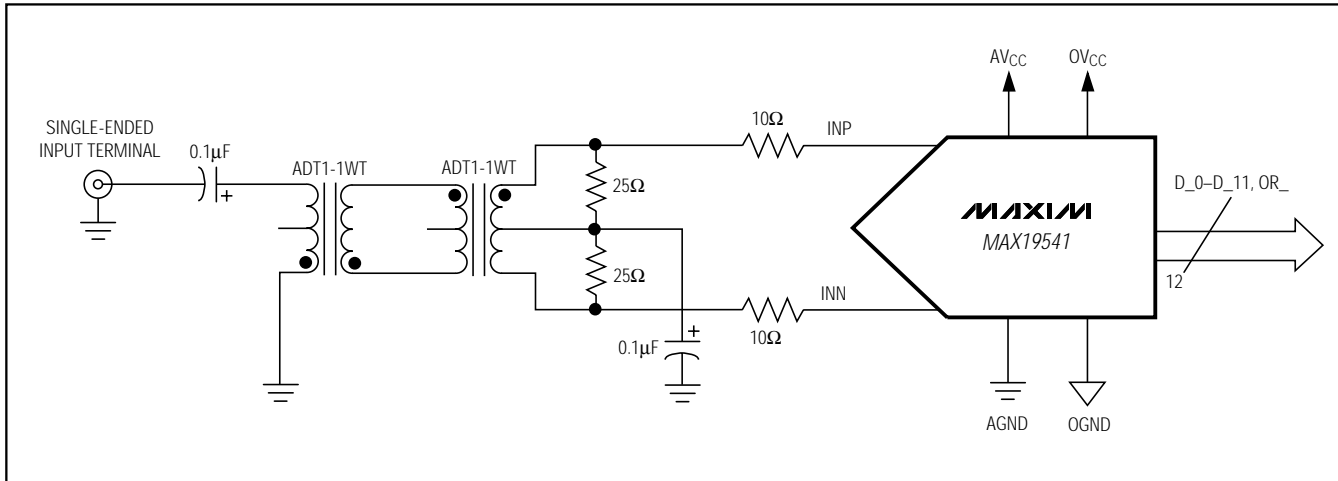 SINGLE-ENDED
INPUT TERMINAL
0.1μF
+
ADT1-1WT
ADT1-1WT
25Ω
25Ω
0.1μF
+
10Ω
INP
10Ω
INN
AVCC
OVCC
MAXIM
MAX19541
AGND
OGND
D_0–D_11, OR_
12